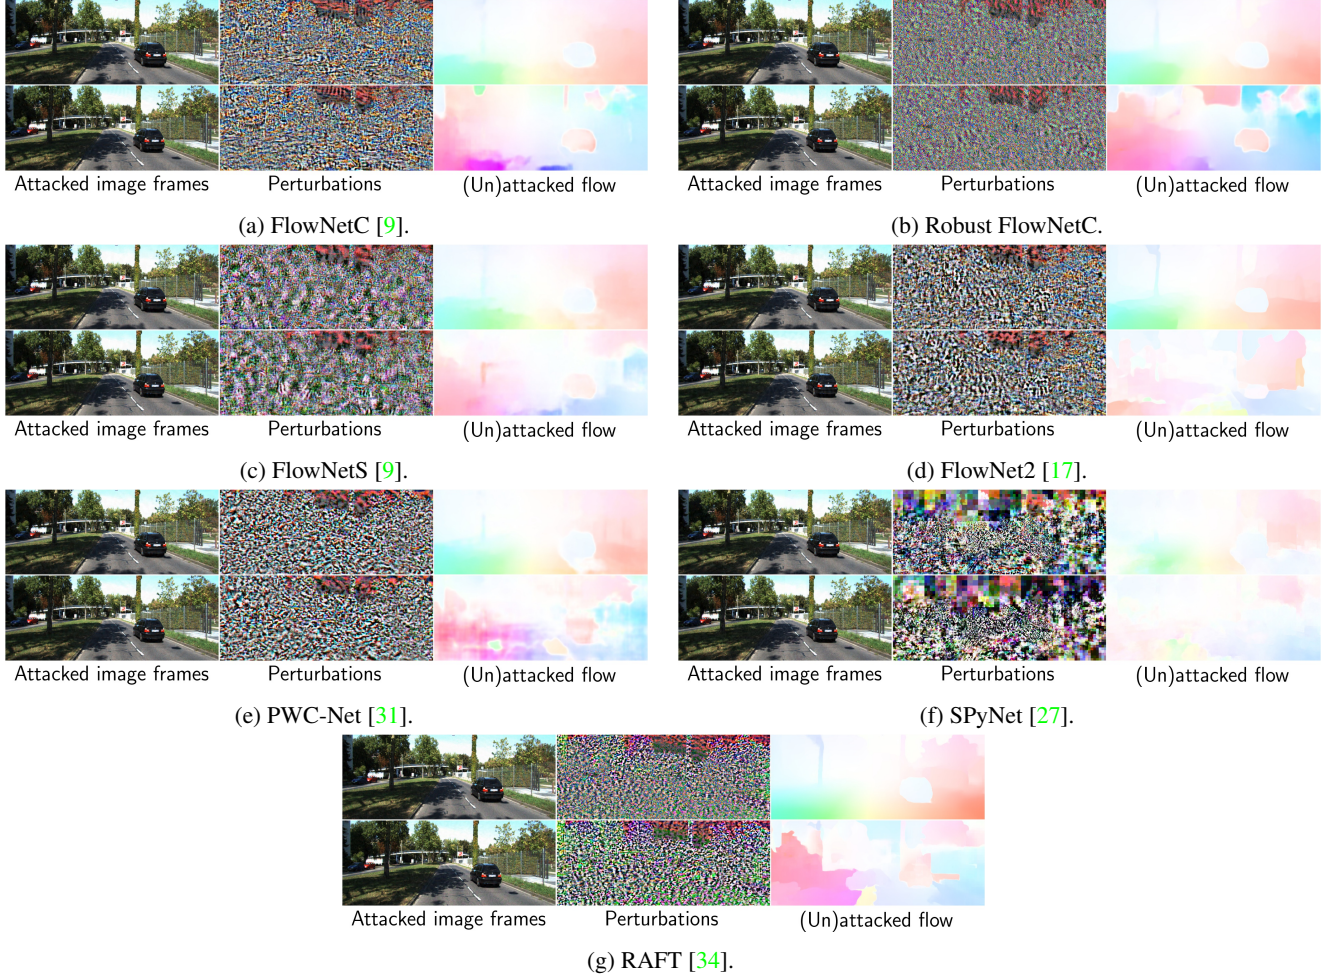 Attacked image frames Perturbations (Un)attacked flow
(a) FlowNetC [9].
Attacked image frames Perturbations (Un)attacked flow
(b) Robust FlowNetC.
Attacked image frames Perturbations (Un)attacked flow
(c) FlowNetS [9].
Attacked image frames Perturbations (Un)attacked flow
(d) FlowNet2 [17].
Attacked image frames Perturbations (Un)attacked flow
(e) PWC-Net [31].
Attacked image frames Perturbations (Un)attacked flow
(f) SPyNet [27].
Attacked image frames Perturbations (Un)attacked flow
(g) RAFT [34].